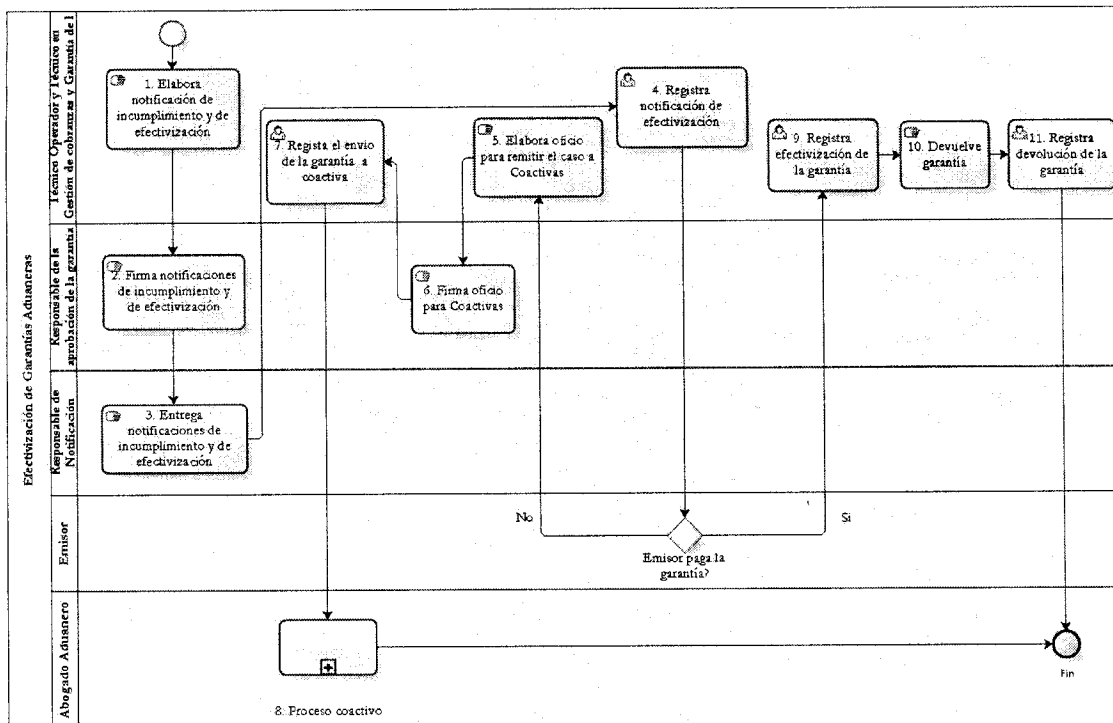 Efectivización de Garantías Aduaneras
Técnico Operador y Técnico en
Gestión de cobranzas y Garantía de l
1. Elabora
notificación de
incumplimiento y de
efectivización
7. Regista el envio
de la garantía a
coactiva
5. Elabora oficio
para remitir el caso a
Coactivas
4. Registra
notificación de
efectivización
9. Registra
efectivización de
la garantía
10. Devuelve
garantía
11. Registra
devolución de la
garantía
Responsable de la
aprobación de la garantía
2. Firma notificaciones
de incumplimiento y
de efectivización
6. Firma oficio
para Coactivas
Responsable de
Notificación
3. Entrega
notificaciones de
incumplimiento y de
efectivización
Emisor
No
Si
Emisor paga la
garantía?
Abogado Aduanero
8. Proceso coactivo
Fin